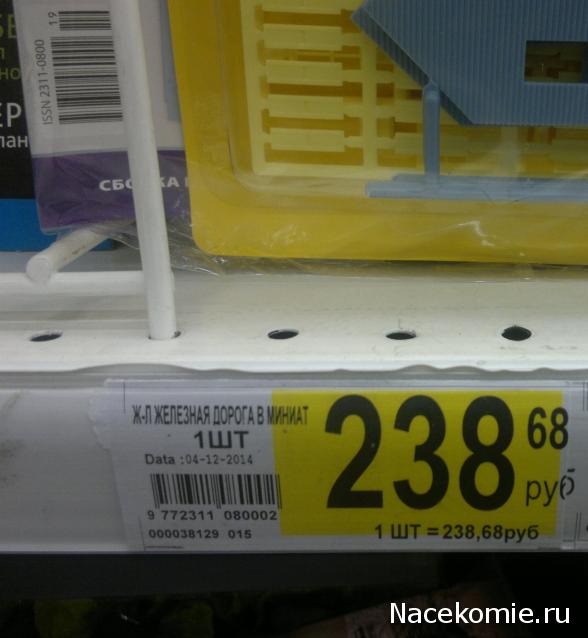 19
ISSN 2311-0800
СБОРКА
Ж-Л ЖЕЛЕЗНАЯ ДОРОГА В МИНИАТ
1ШТ
Data :04-12-2014
9 772311 080002
000038129 015
238 68
руб
1 ШТ = 238,68руб
Nacekomie.ru